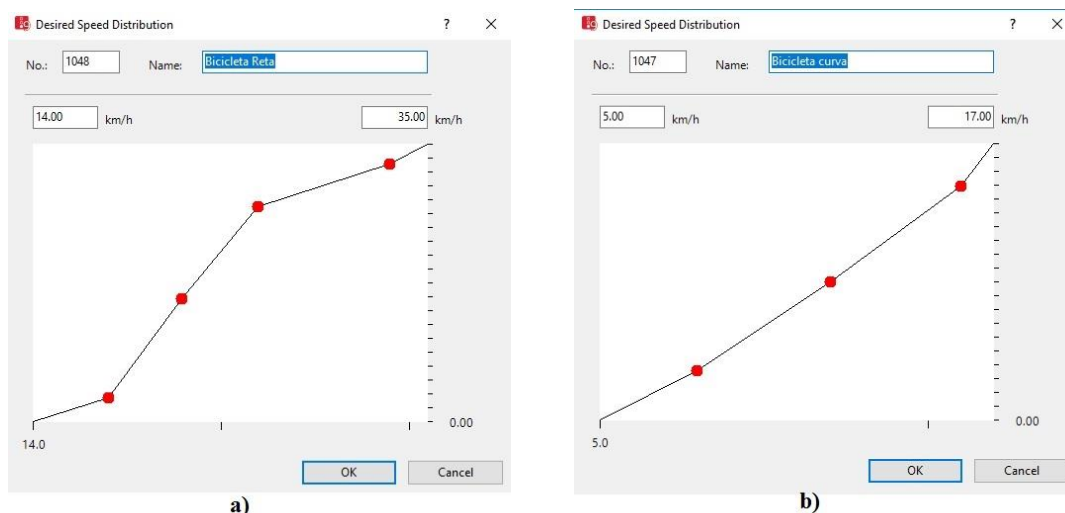 Desired Speed Distribution ? X
No.: 1048 Name: Bicicleta Reta
14.00 km/h 35.00 km/h
0.00
14.0
OK Cancel
a)
Desired Speed Distribution ? X
No.: 1047 Name: Bicicleta curva
5.00 km/h 17.00 km/h
0.00
5.0
OK Cancel
b)